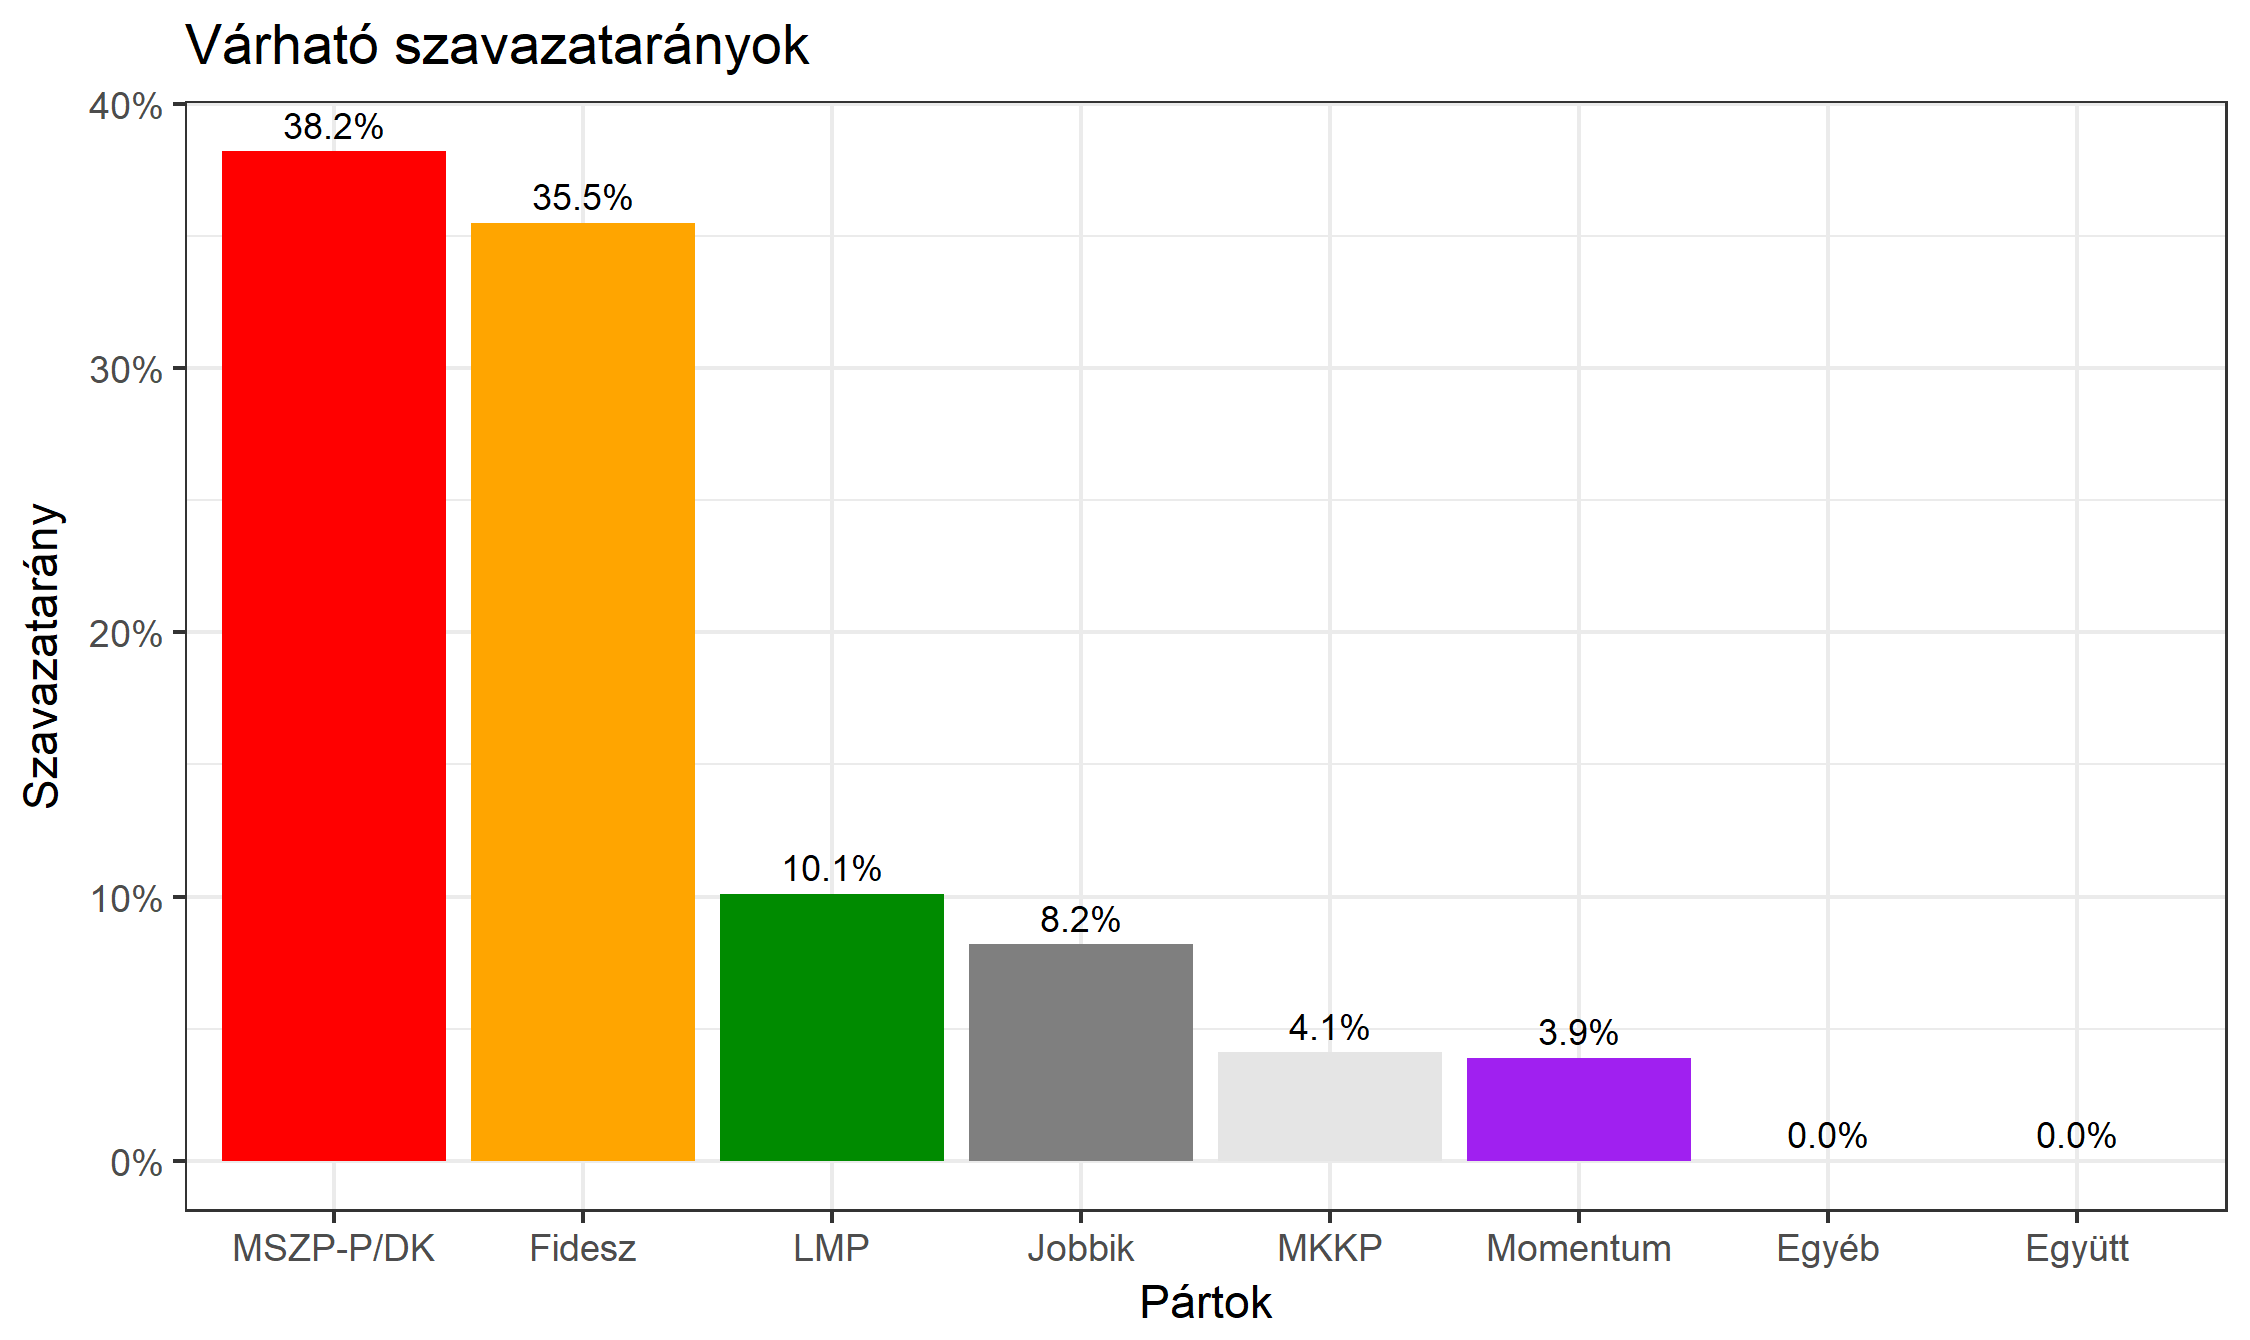 Várható szavazatarányok
40%
38.2%
35.5%
30%
20%
10.1%
10%
8.2%
4.1%
3.9%
0.0%
0.0%
0%
Szavazatarány
MSZP-P/DK
Fidesz
LMP
Jobbik
MKKP
Momentum
Egyéb
Együtt
Pártok